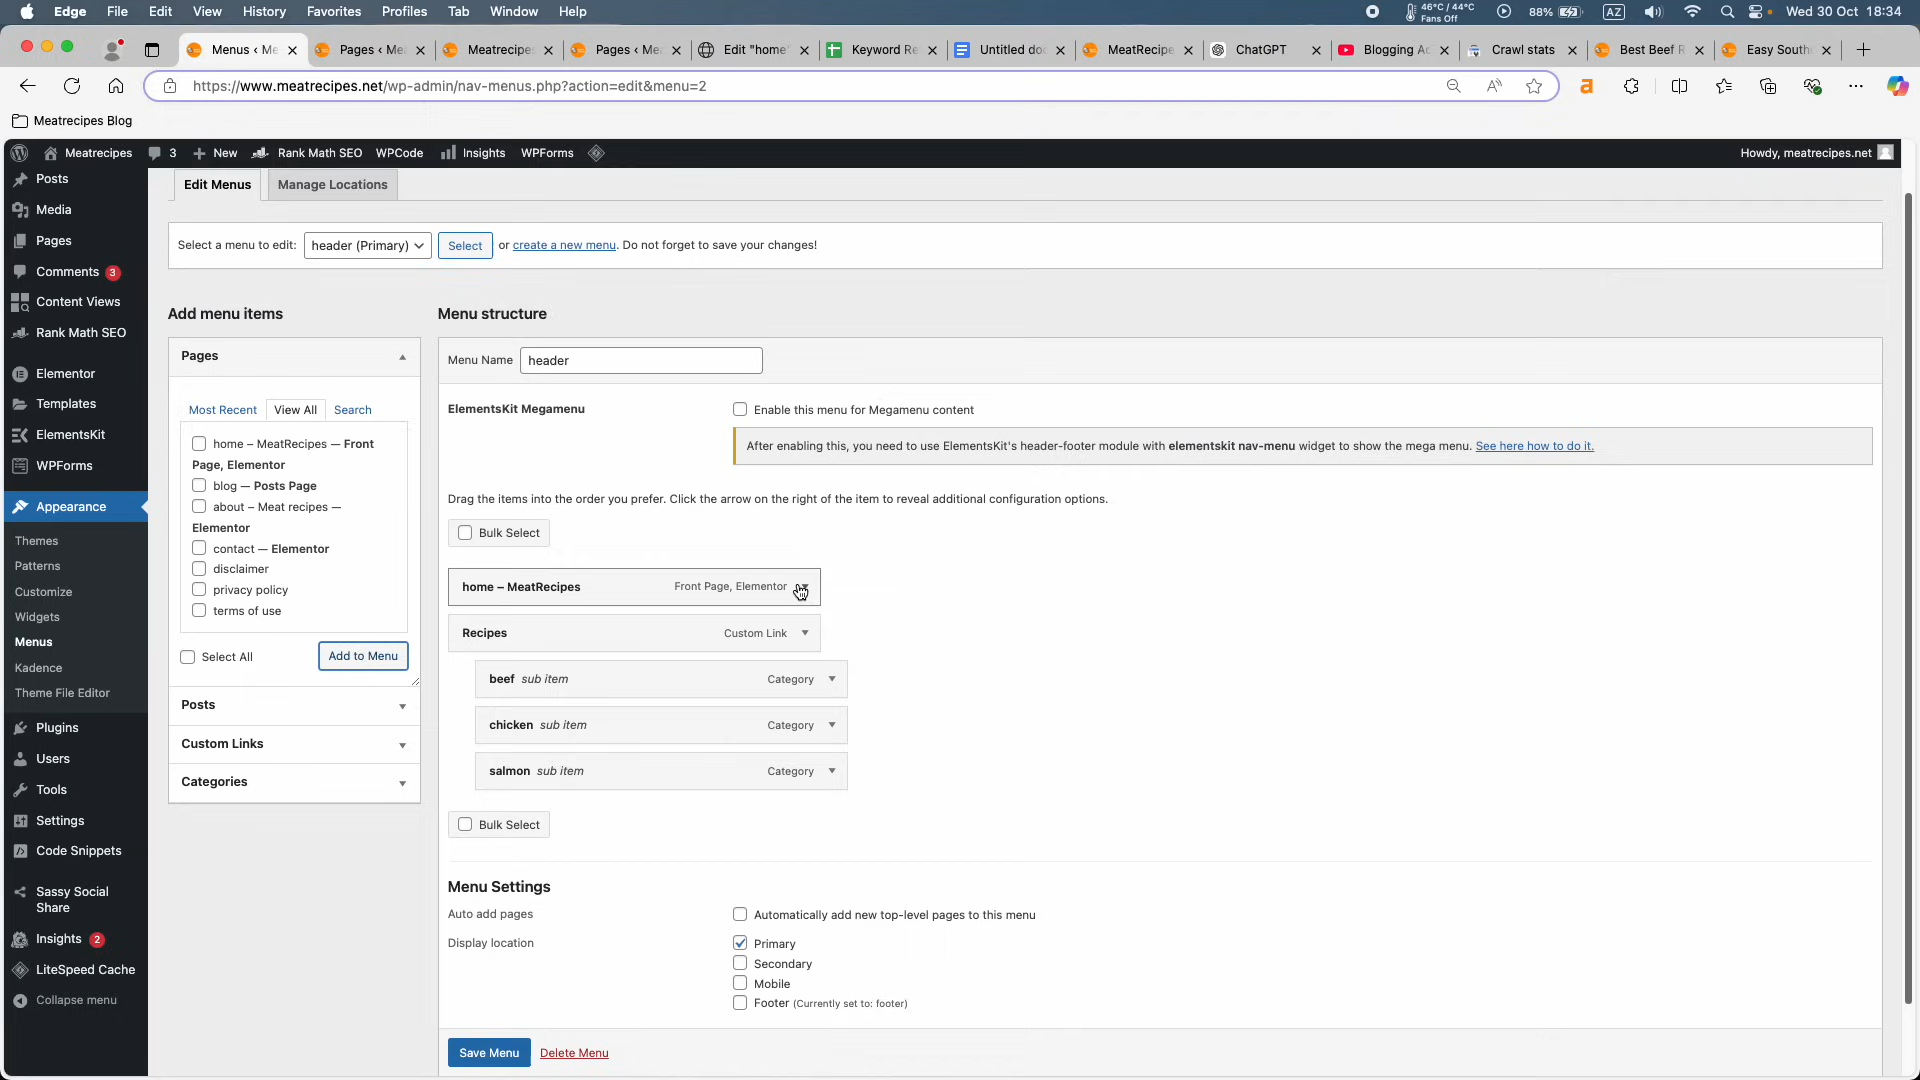 Edge File Edit View History Favorites Profiles Tab Window Help 46°C / 44°C Fans Off 88% AZ Wed 30 Oct 18:34
Menus < Me Pages < Me Meatrecipes Pages < Me Edit "home" Keyword Re Untitled do MeatRecipe ChatGPT Blogging A Crawl stats Best Beef R Easy South
https://www.meatrecipes.net/wp-admin/nav-menus.php?action=edit&menu=2
Meatrecipes Blog
Meatrecipes 3 New Rank Math SEO WPCode Insights WPForms Howdy, meatrecipes.net
Posts
Media
Pages
Comments 3
Content Views
Rank Math SEO
Elementor
Templates
ElementsKit
WPForms
Appearance
Themes
Patterns
Customize
Widgets
Menus
Kadence
Theme File Editor
Plugins
Users
Tools
Settings
Code Snippets
Sassy Social
Share
Insights 2
LiteSpeed Cache
Collapse menu
Edit Menus Manage Locations
Select a menu to edit: header (Primary) Select or create a new menu. Do not forget to save your changes!
Add menu items
Pages
Most Recent View All Search
home – MeatRecipes — Front
Page, Elementor
blog — Posts Page
about – Meat recipes —
Elementor
contact — Elementor
disclaimer
privacy policy
terms of use
Select All Add to Menu
Posts
Custom Links
Categories
Menu structure
Menu Name header
ElementsKit Megamenu Enable this menu for Megamenu content
After enabling this, you need to use ElementsKit's header-footer module with elementskit nav-menu widget to show the mega menu. See here how to do it.
Drag the items into the order you prefer. Click the arrow on the right of the item to reveal additional configuration options.
Bulk Select
home – MeatRecipes Front Page, Elementor
Recipes Custom Link
beef sub item Category
chicken sub item Category
salmon sub item Category
Bulk Select
Menu Settings
Auto add pages Automatically add new top-level pages to this menu
Display location Primary
Secondary
Mobile
Footer (Currently set to: footer)
Save Menu Delete Menu